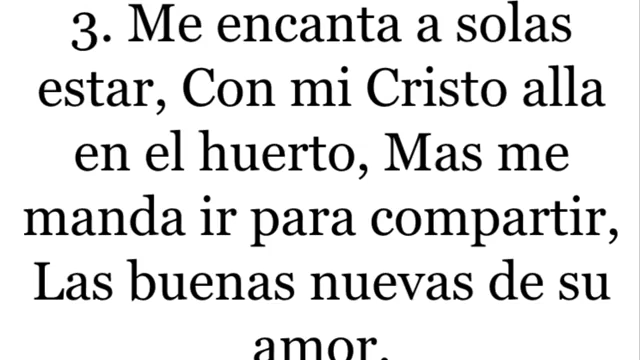 3. Me encanta a solas
estar, Con mi Cristo alla
en el huerto, Mas me
manda ir para compartir,
Las buenas nuevas de su
amor.